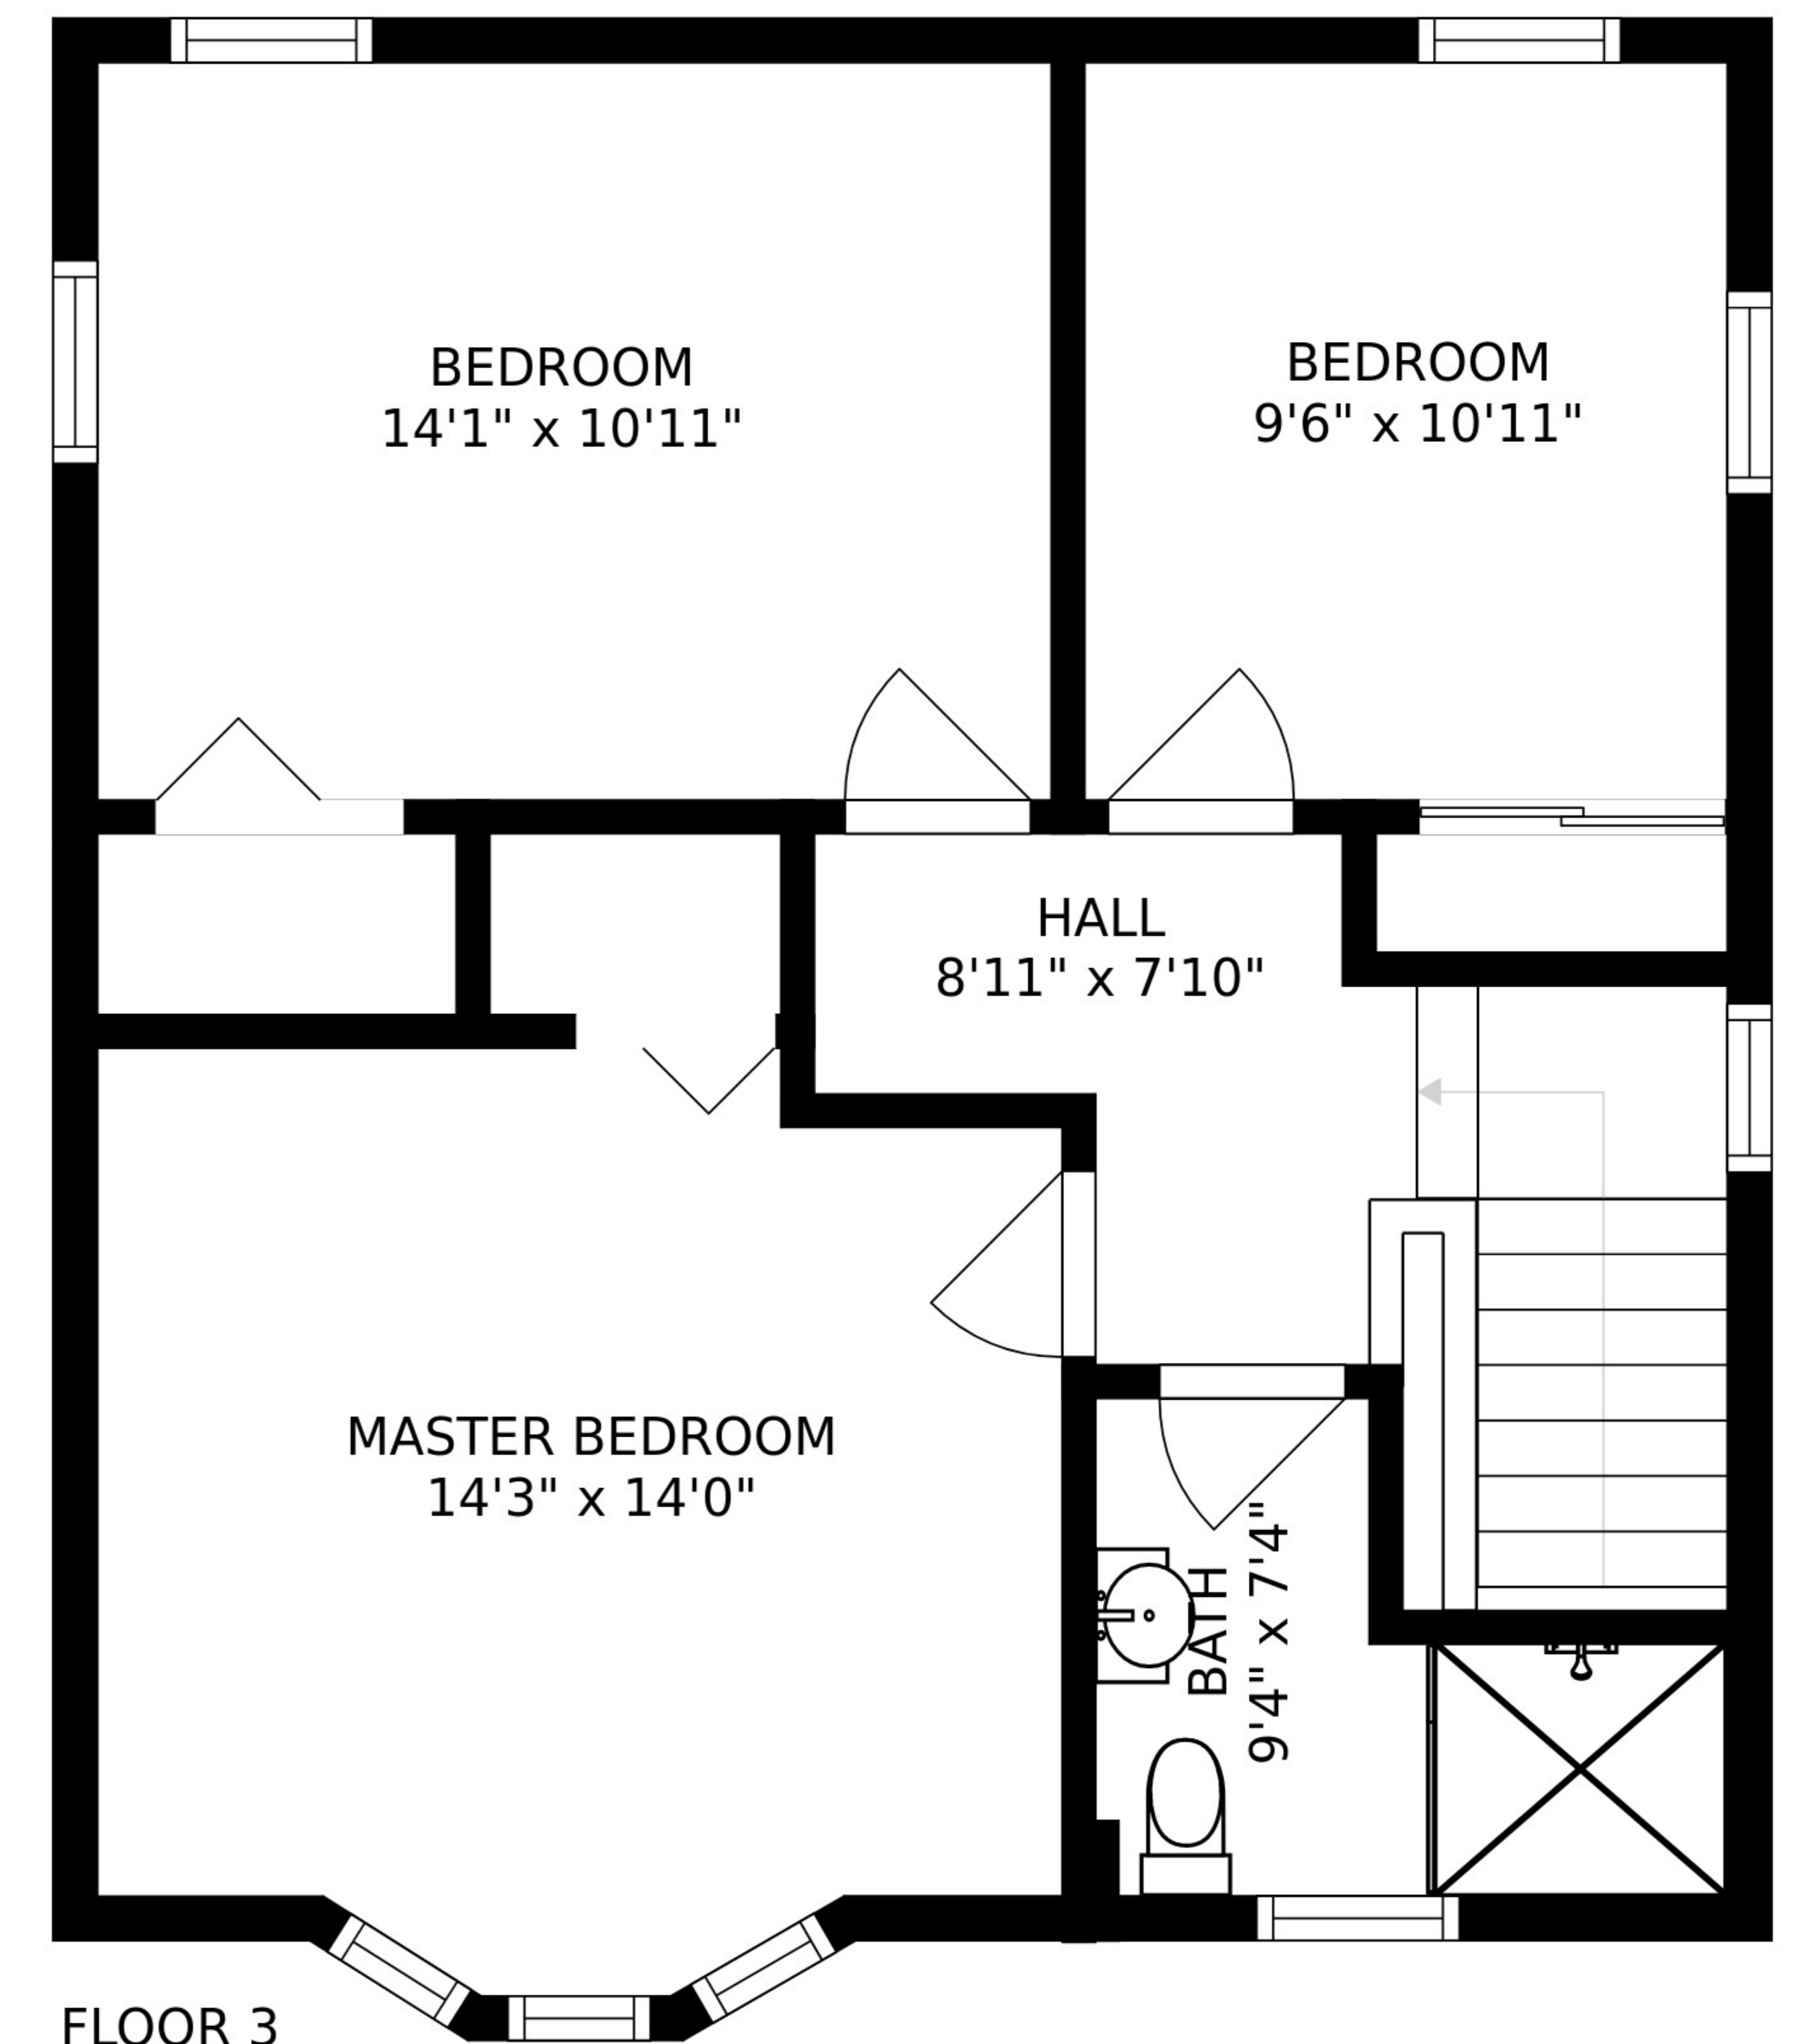 BEDROOM
14'1" x 10'11"
BEDROOM
9'6" x 10'11"
HALL
8'11" x 7'10"
MASTER BEDROOM
14'3" x 14'0"
BATH
9'4" x 7'4"
FLOOR 3